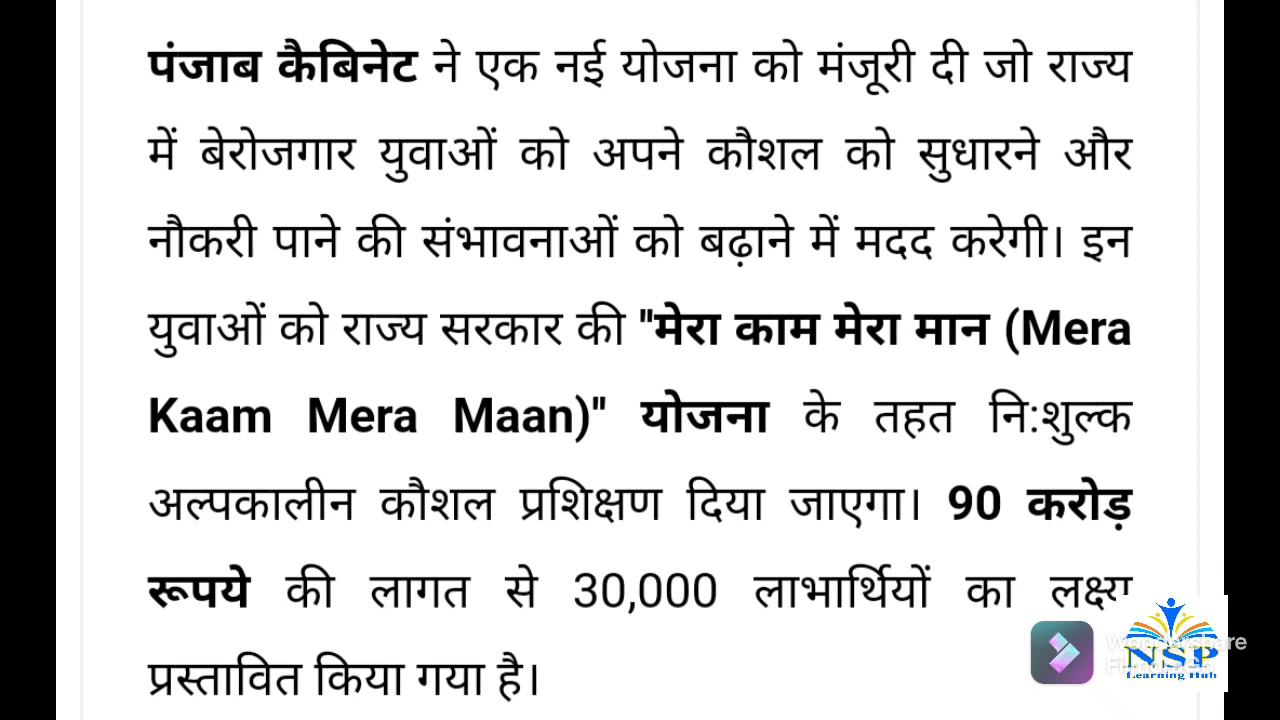 पंजाब कैबिनेट ने एक नई योजना को मंजूरी दी जो राज्य
में बेरोजगार युवाओं को अपने कौशल को सुधारने और
नौकरी पाने की संभावनाओं को बढ़ाने में मदद करेगी। इन
युवाओं को राज्य सरकार की "मेरा काम मेरा मान (Mera
Kaam Mera Maan)" योजना के तहत नि:शुल्क
अल्पकालीन कौशल प्रशिक्षण दिया जाएगा। 90 करोड़
रूपये की लागत से 30,000 लाभार्थियों का लक्ष्य
प्रस्तावित किया गया है।
Wondershare
NSP
Learning Hub